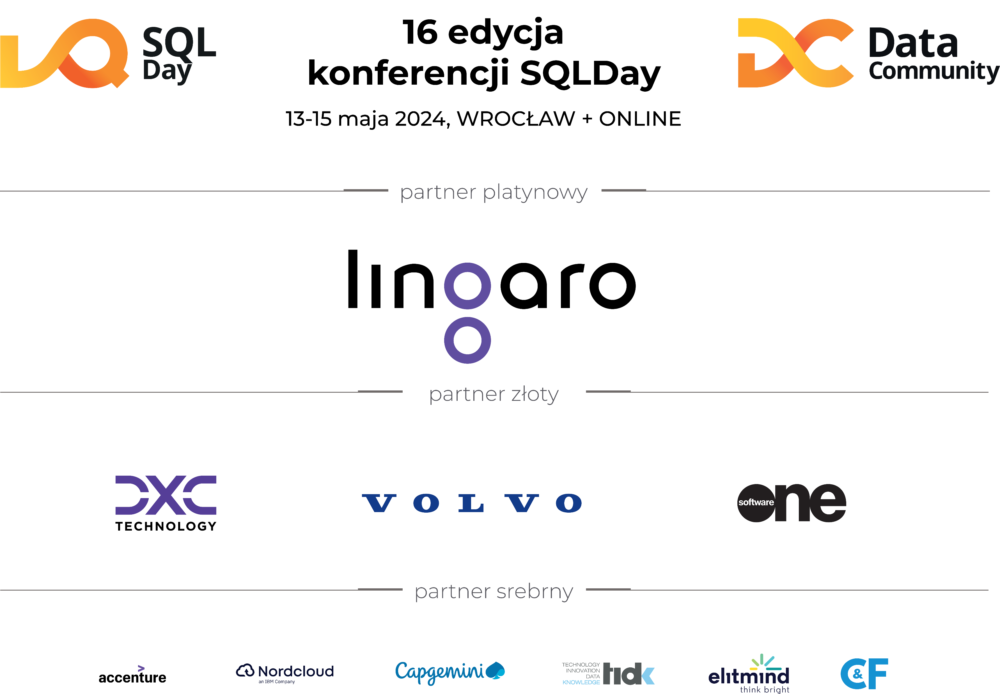 SQL
Day
16 edycja
konferencji SQLDay
13-15 maja 2024, WROCŁAW + ONLINE
DC
Data
Community
partner platynowy
lingaro
partner złoty
DXC
TECHNOLOGY
VOLVO
software one
partner srebrny
accenture
Nordcloud
an IBM Company
Capgemini
TECHNOLOGY
INNOVATION
DATA
KNOWLEDGE
tidk
elitmind
think bright
C&F